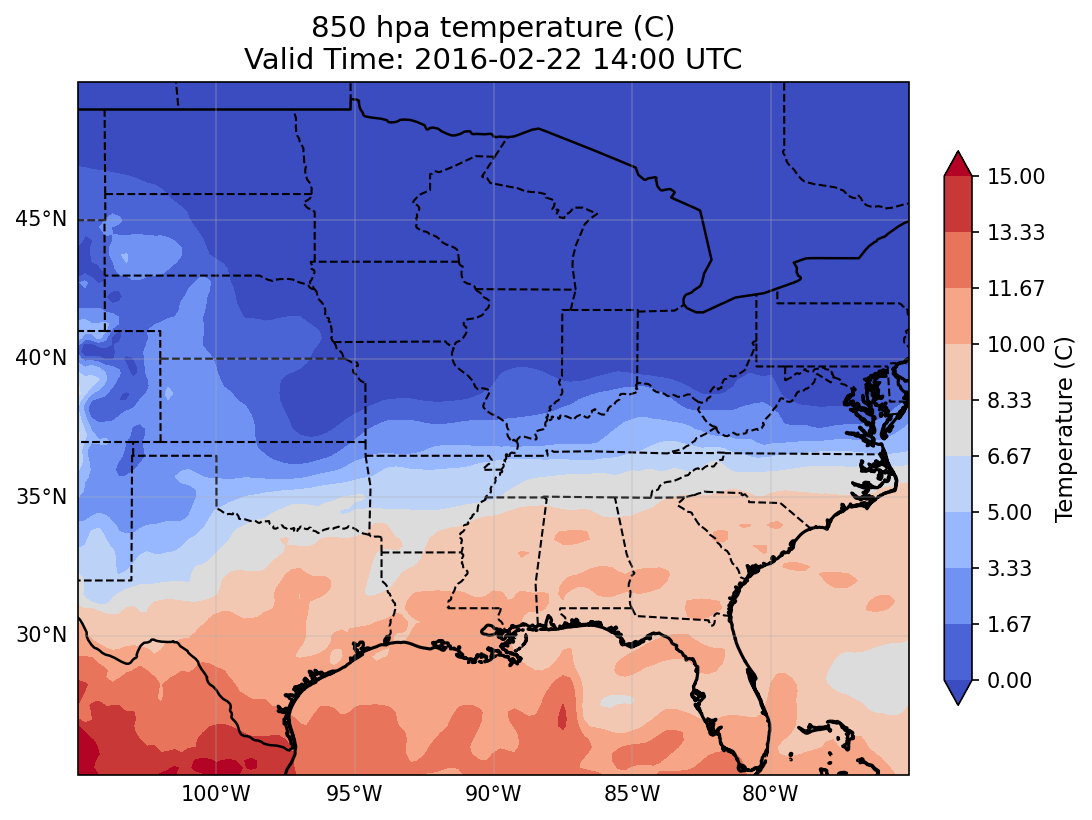 850 hpa temperature (C)
Valid Time: 2016-02-22 14:00 UTC
45°N
40°N
35°N
30°N
100°W
95°W
90°W
85°W
80°W
15.00
13.33
11.67
10.00
8.33
6.67
5.00
3.33
1.67
0.00
Temperature (C)